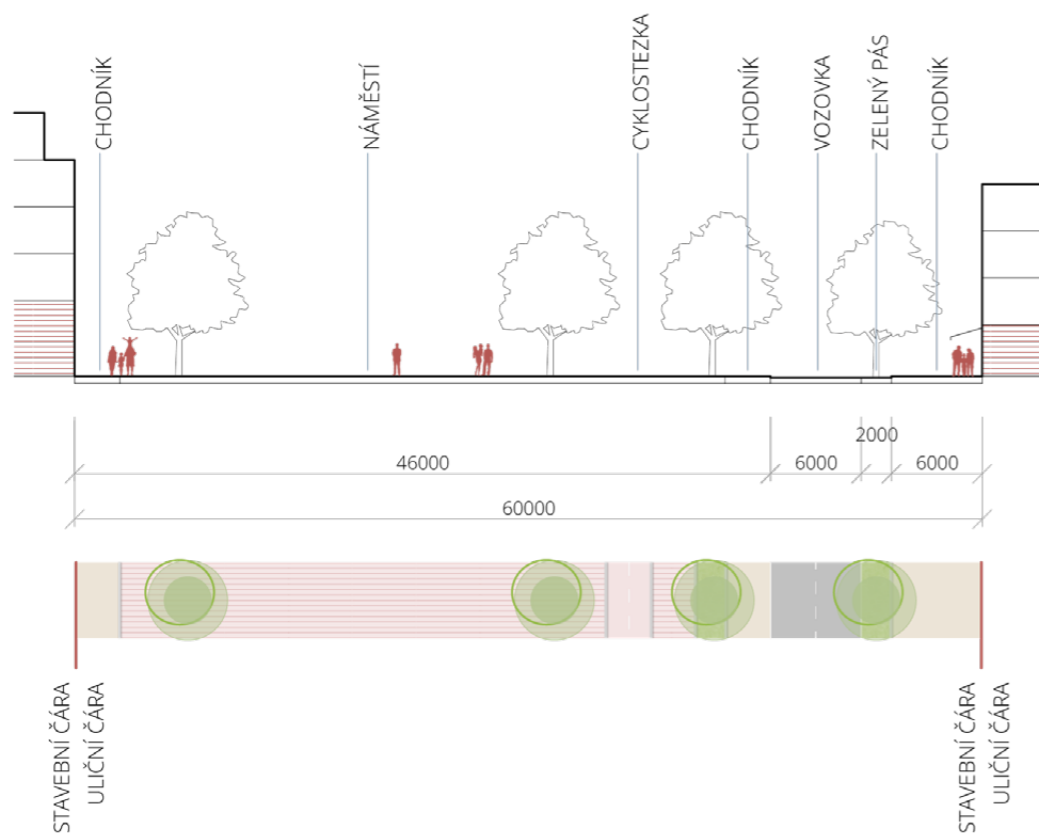 CHODNÍK
NÁMĚSTÍ
CYKLOSTEZKA
CHODNÍK
VOZOVKA
ZELENÝ PÁS
CHODNÍK
2000
46000
6000
6000
60000
STAVEBNÍ ČÁRA
ULIČNÍ ČÁRA
STAVEBNÍ ČÁRA
ULIČNÍ ČÁRA